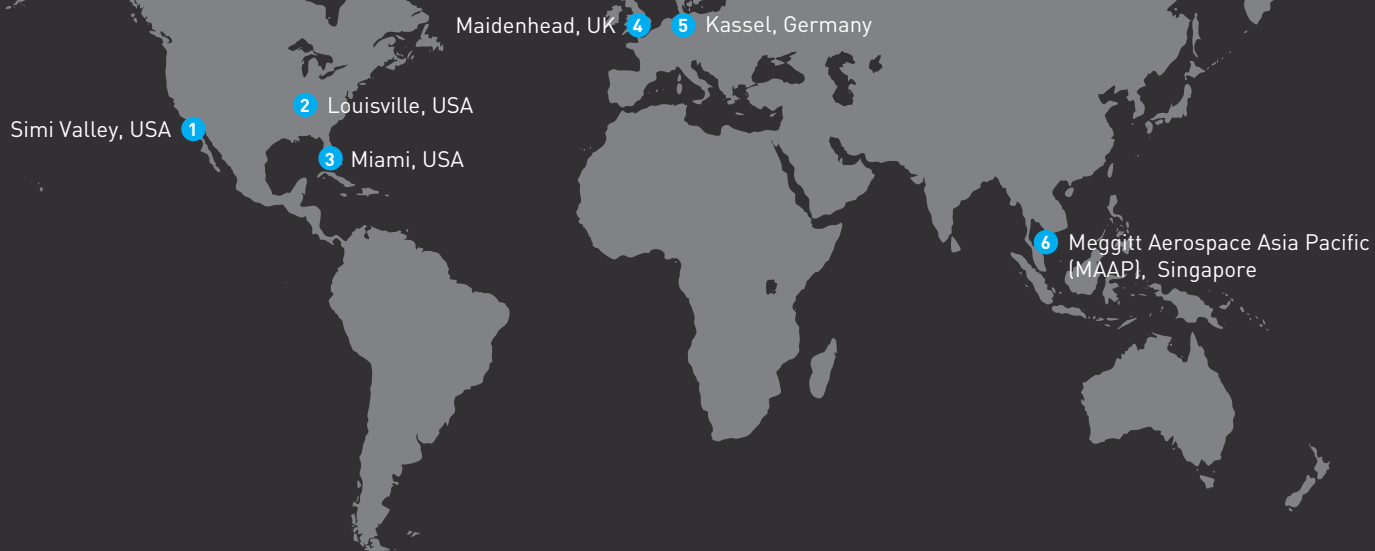 Maidenhead, UK 4
5 Kassel, Germany
2 Louisville, USA
Simi Valley, USA 1
3 Miami, USA
6 Meggitt Aerospace Asia Pacific
(MAAP), Singapore